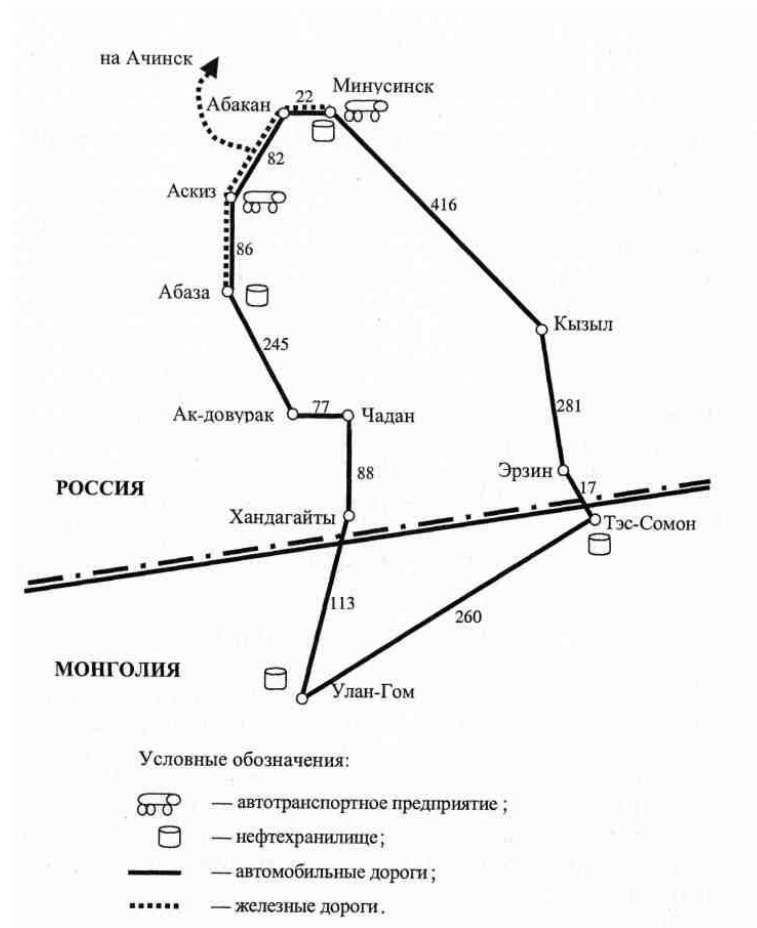 на Ачинск
Минусинск
Абакан
22
82
Аскиз
416
86
Абаза
Кызыл
245
Ак-довурак
77
Чадан
281
88
Эрзин
РОССИЯ
17
Хандагайты
Тэс-Сомон
113
260
МОНГОЛИЯ
Улан-Гом
Условные обозначения:
— автотранспортное предприятие;
— нефтехранилище;
— автомобильные дороги;
— железные дороги.